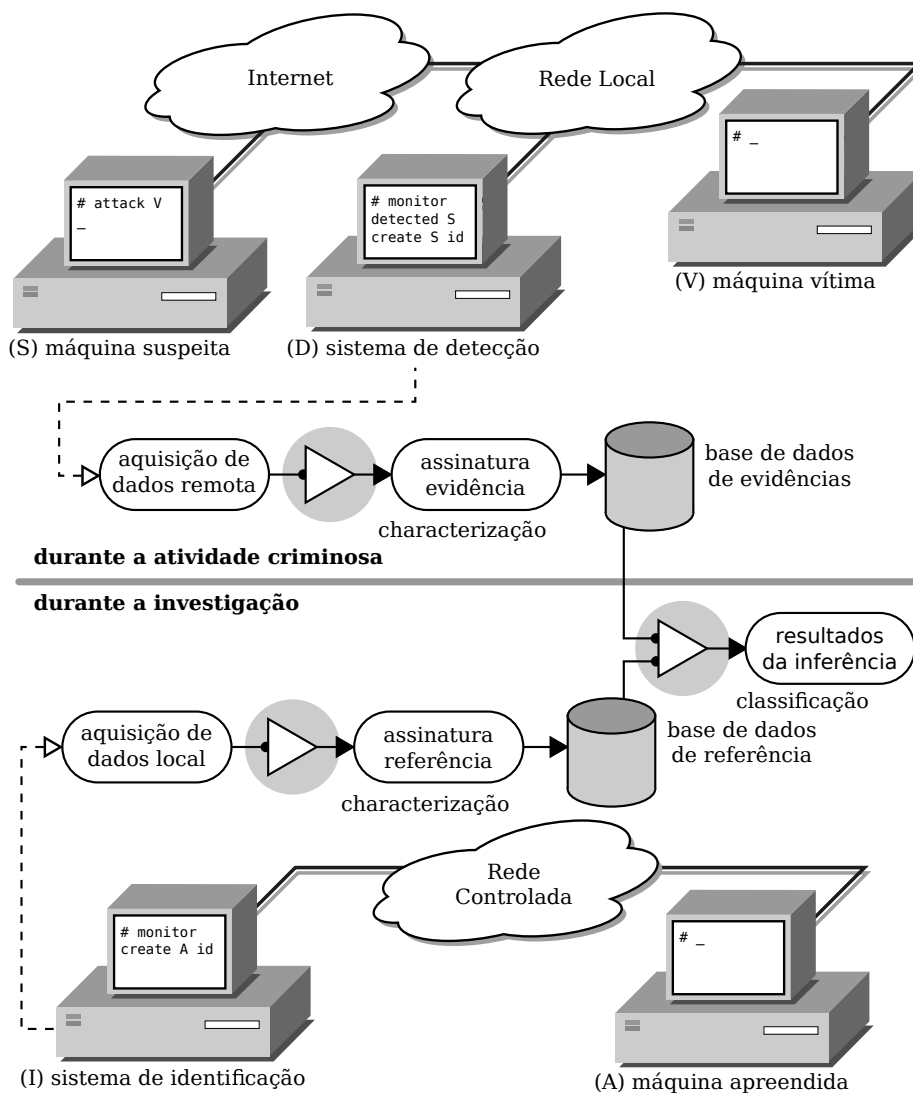 Internet
Rede Local
# _
# attack V
_
# monitor
detected S
create S id
(V) máquina vítima
(S) máquina suspeita
(D) sistema de detecção
aquisição de
dados remota
assinatura
evidência
characterização
base de dados
de evidências
durante a atividade criminosa
durante a investigação
resultados
da inferência
classificação
aquisição de
dados local
assinatura
referência
characterização
base de dados
de referência
Rede
Controlada
# monitor
create A id
# _
(I) sistema de identificação
(A) máquina apreendida